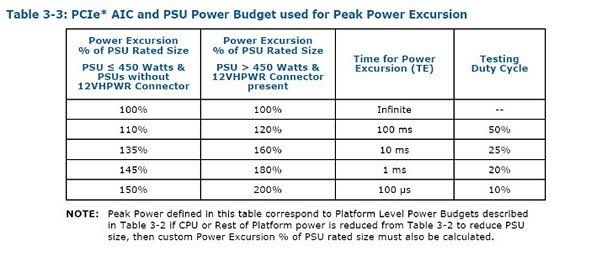 Table 3-3: PCIe* AIC and PSU Power Budget used for Peak Power Excursion
Power Excursion
% of PSU Rated Size
PSU ≤ 450 Watts &
PSUs without
12VHPWR Connector
Power Excursion
% of PSU Rated Size
PSU > 450 Watts &
12VHPWR Connector
present
Time for Power
Excursion (TE)
Testing
Duty Cycle
100% 100% Infinite --
110% 120% 100 ms 50%
135% 160% 10 ms 25%
145% 180% 1 ms 20%
150% 200% 100 µs 10%
NOTE: Peak Power defined in this table correspond to Platform Level Power Budgets described
in Table 3-2 if CPU or Rest of Platform power is reduced from Table 3-2 to reduce PSU
size, then custom Power Excursion % of PSU rated size must also be calculated.